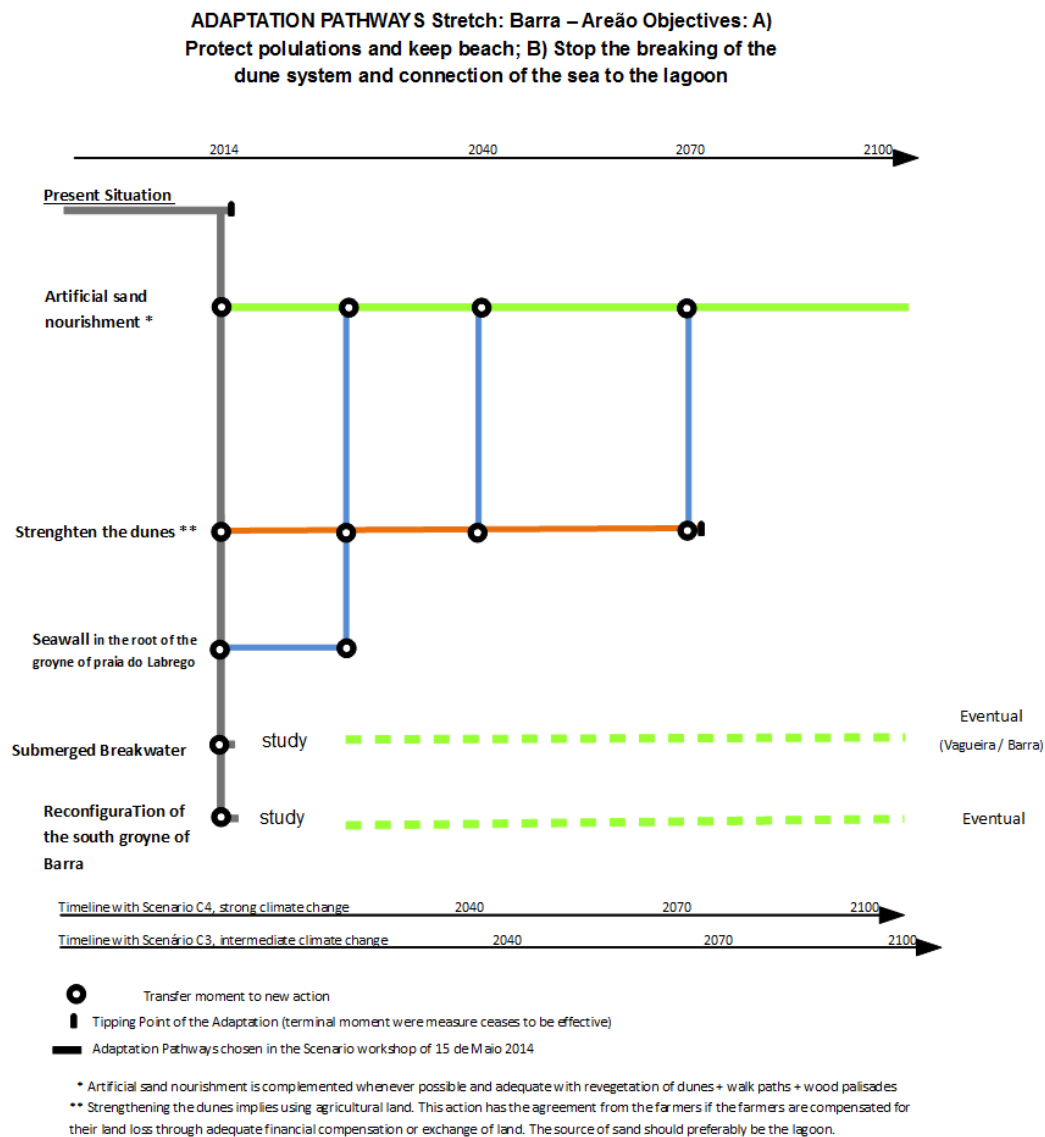 ADAPTATION PATHWAYS Stretch: Barra – Areão Objectives: A)
Protect polulations and keep beach; B) Stop the breaking of the
dune system and connection of the sea to the lagoon
2014 2040 2070 2100
Present Situation
Artificial sand
nourishment *
Strenghten the dunes **
Seawall in the root of the
groyne of praia do Labrego
Submerged Breakwater
study
Eventual
(Vagueira / Barra)
ReconfiguraTion of
the south groyne of
Barra
study
Eventual
Timeline with Scenario C4, strong climate change 2040 2070 2100
Timeline with Scenário C3, intermediate climate change 2040 2070 2100
Transfer moment to new action
Tipping Point of the Adaptation (terminal moment were measure ceases to be effective)
Adaptation Pathways chosen in the Scenario workshop of 15 de Maio 2014
* Artificial sand nourishment is complemented whenever possible and adequate with revegetation of dunes + walk paths + wood palisades
** Strengthening the dunes implies using agricultural land. This action has the agreement from the farmers if the farmers are compensated for
their land loss through adequate financial compensation or exchange of land. The source of sand should preferably be the lagoon.